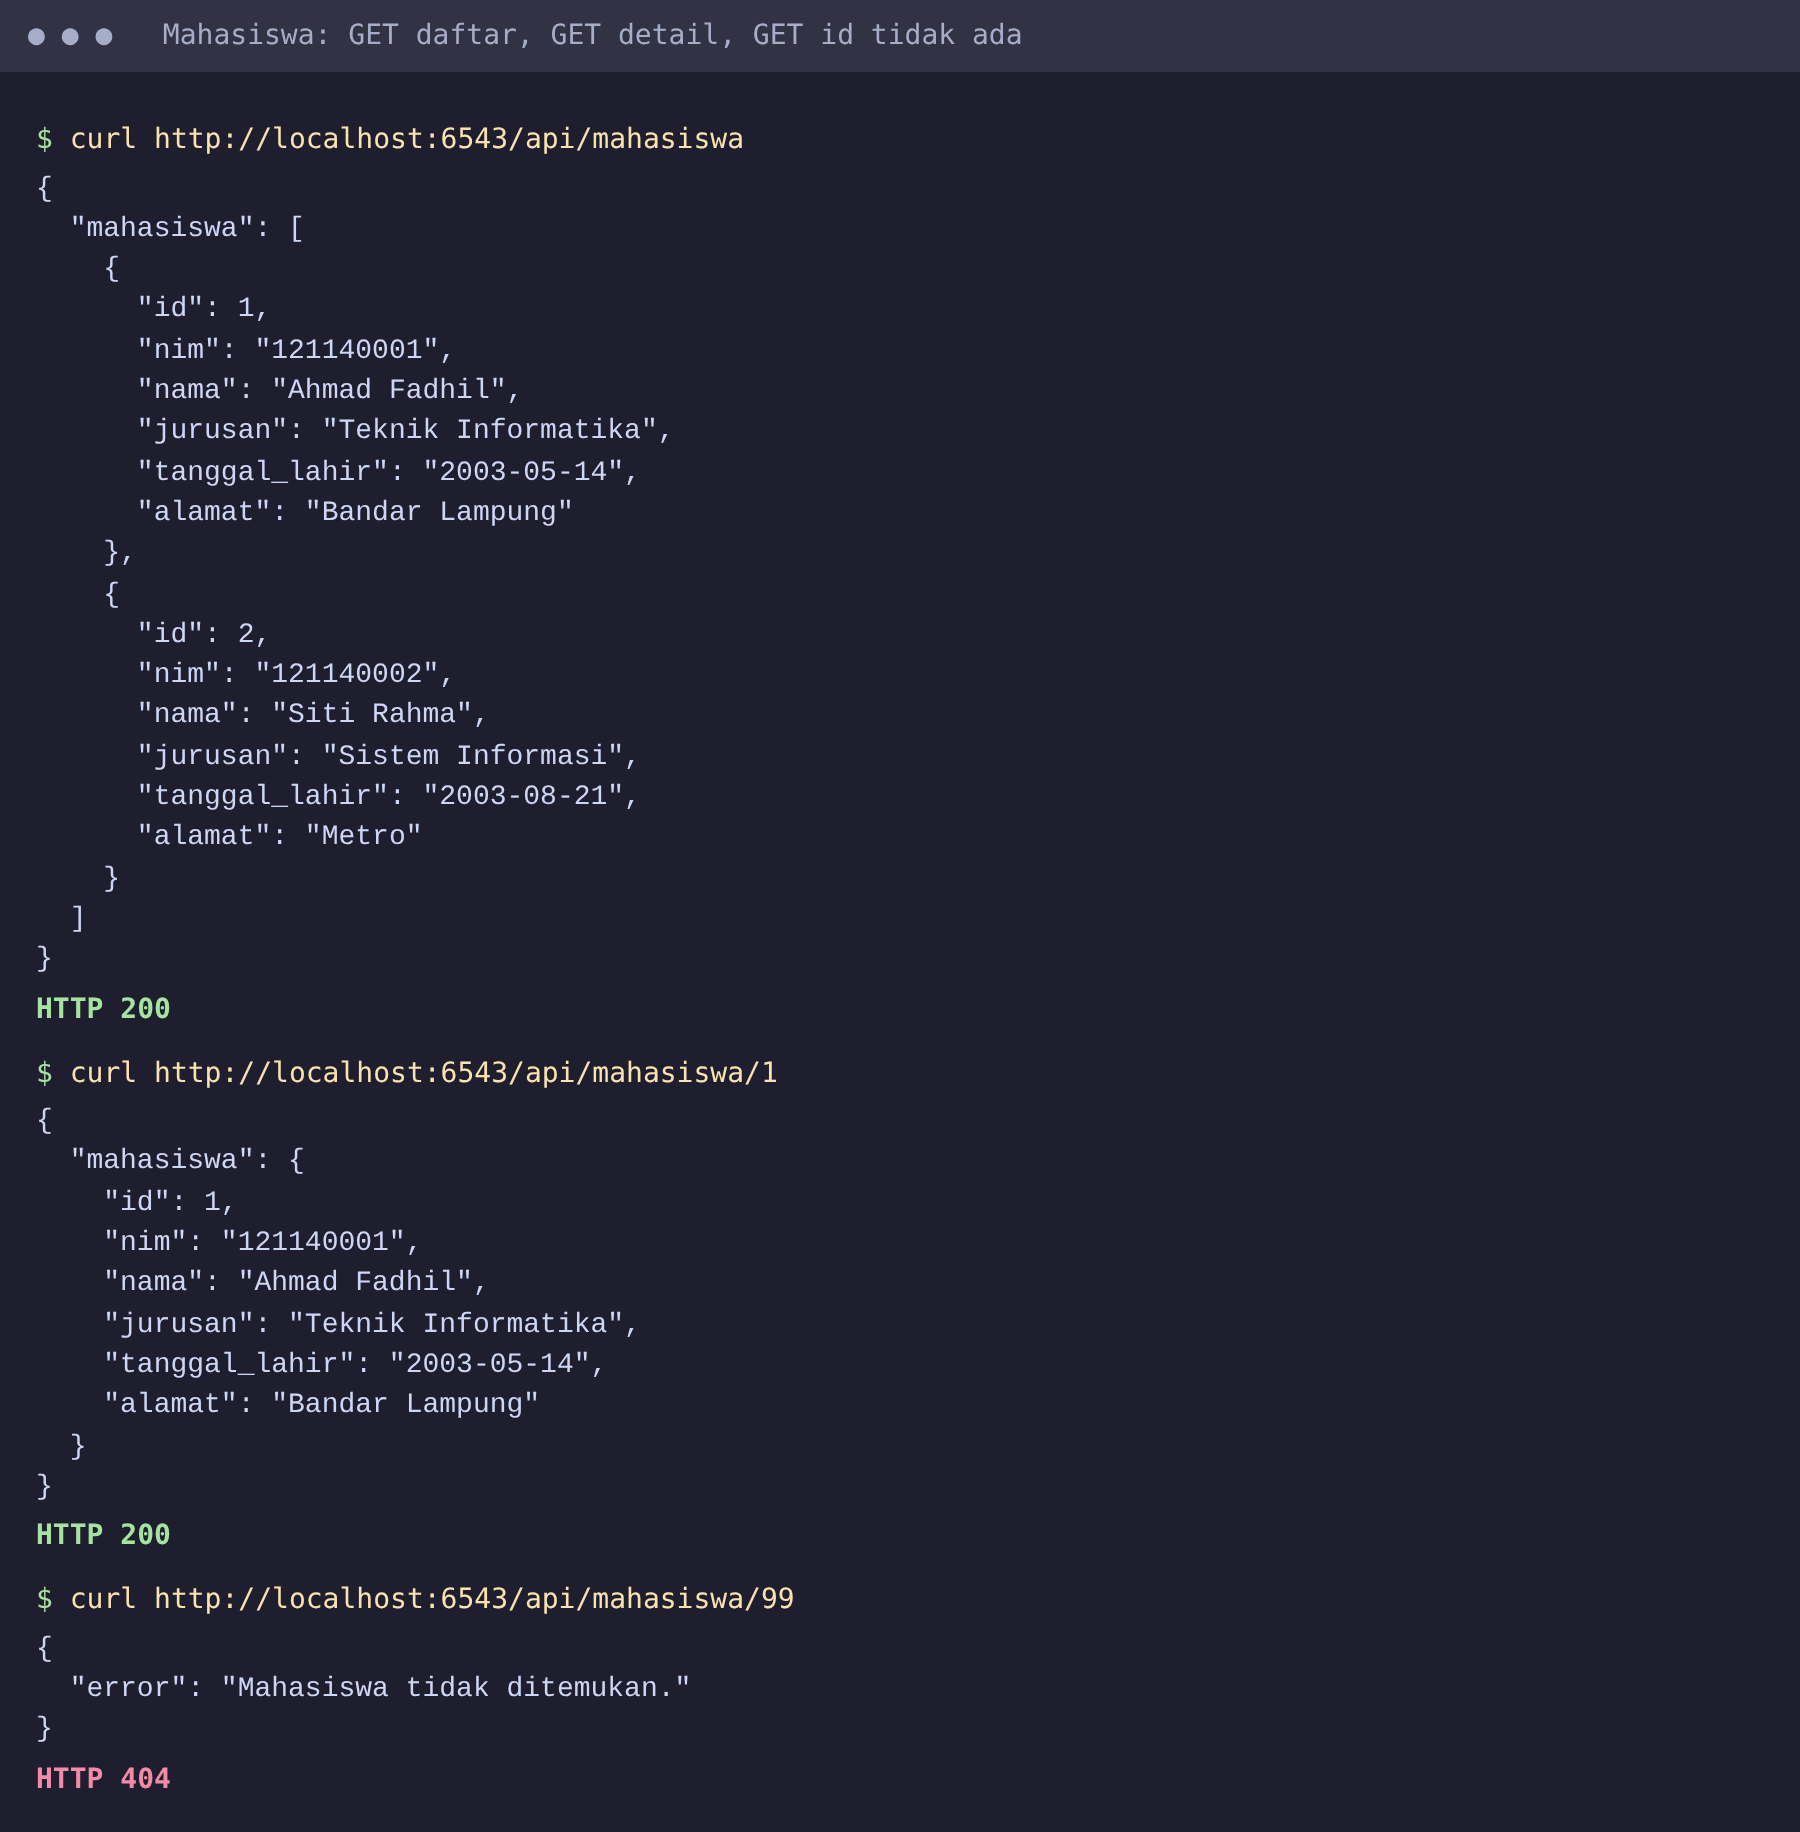 Mahasiswa: GET daftar, GET detail, GET id tidak ada
$ curl http://localhost:6543/api/mahasiswa
{
  "mahasiswa": [
    {
      "id": 1,
      "nim": "121140001",
      "nama": "Ahmad Fadhil",
      "jurusan": "Teknik Informatika",
      "tanggal_lahir": "2003-05-14",
      "alamat": "Bandar Lampung"
    },
    {
      "id": 2,
      "nim": "121140002",
      "nama": "Siti Rahma",
      "jurusan": "Sistem Informasi",
      "tanggal_lahir": "2003-08-21",
      "alamat": "Metro"
    }
  ]
}
HTTP 200
$ curl http://localhost:6543/api/mahasiswa/1
{
  "mahasiswa": {
    "id": 1,
    "nim": "121140001",
    "nama": "Ahmad Fadhil",
    "jurusan": "Teknik Informatika",
    "tanggal_lahir": "2003-05-14",
    "alamat": "Bandar Lampung"
  }
}
HTTP 200
$ curl http://localhost:6543/api/mahasiswa/99
{
  "error": "Mahasiswa tidak ditemukan."
}
HTTP 404